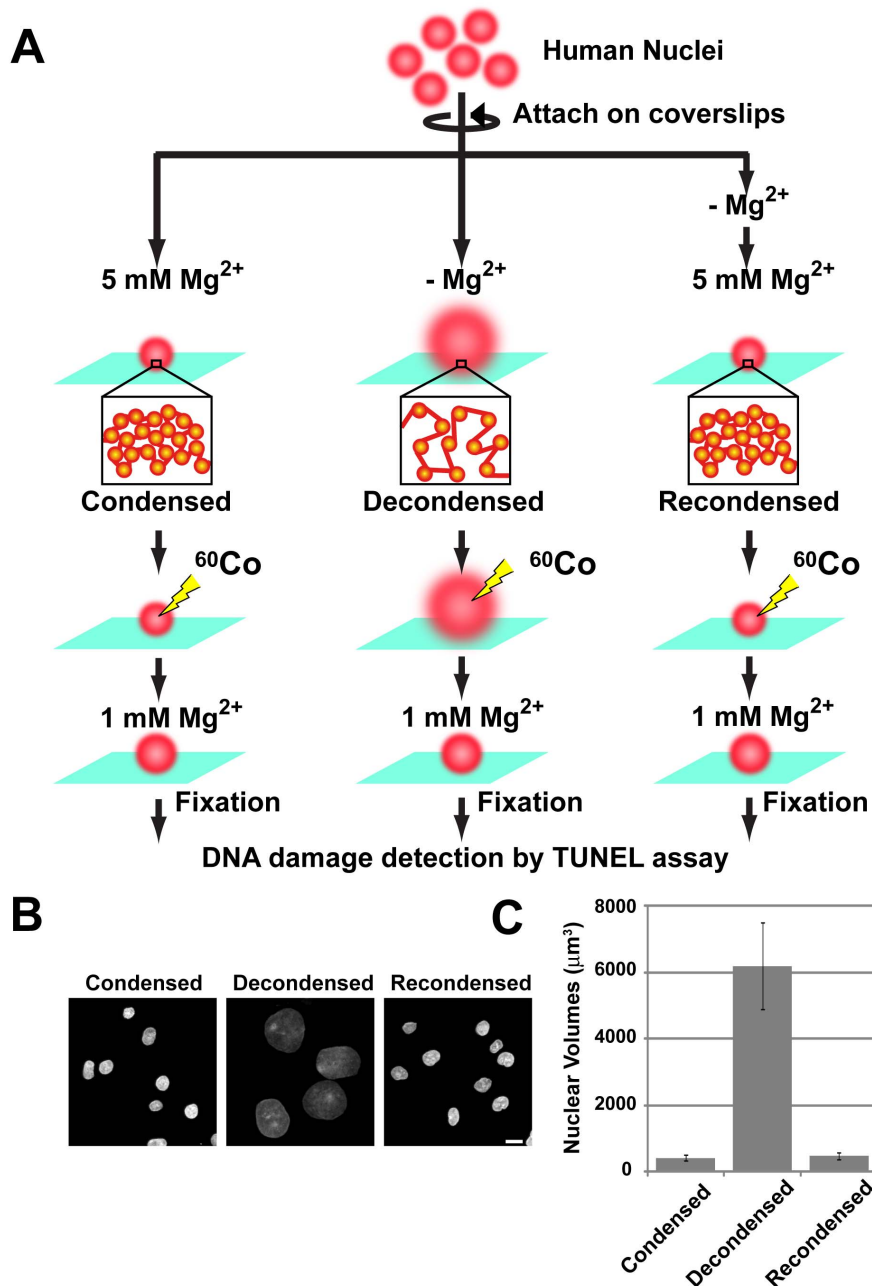 A
Human Nuclei
Attach on coverslips
- Mg²⁺
5 mM Mg²⁺ - Mg²⁺ 5 mM Mg²⁺
Condensed Decondensed Recondensed
⁶⁰Co ⁶⁰Co ⁶⁰Co
1 mM Mg²⁺ 1 mM Mg²⁺ 1 mM Mg²⁺
Fixation Fixation Fixation
DNA damage detection by TUNEL assay
B
Condensed Decondensed Recondensed
C
Nuclear Volumes (μm³)
8000
6000
4000
2000
0
Condensed
Decondensed
Recondensed